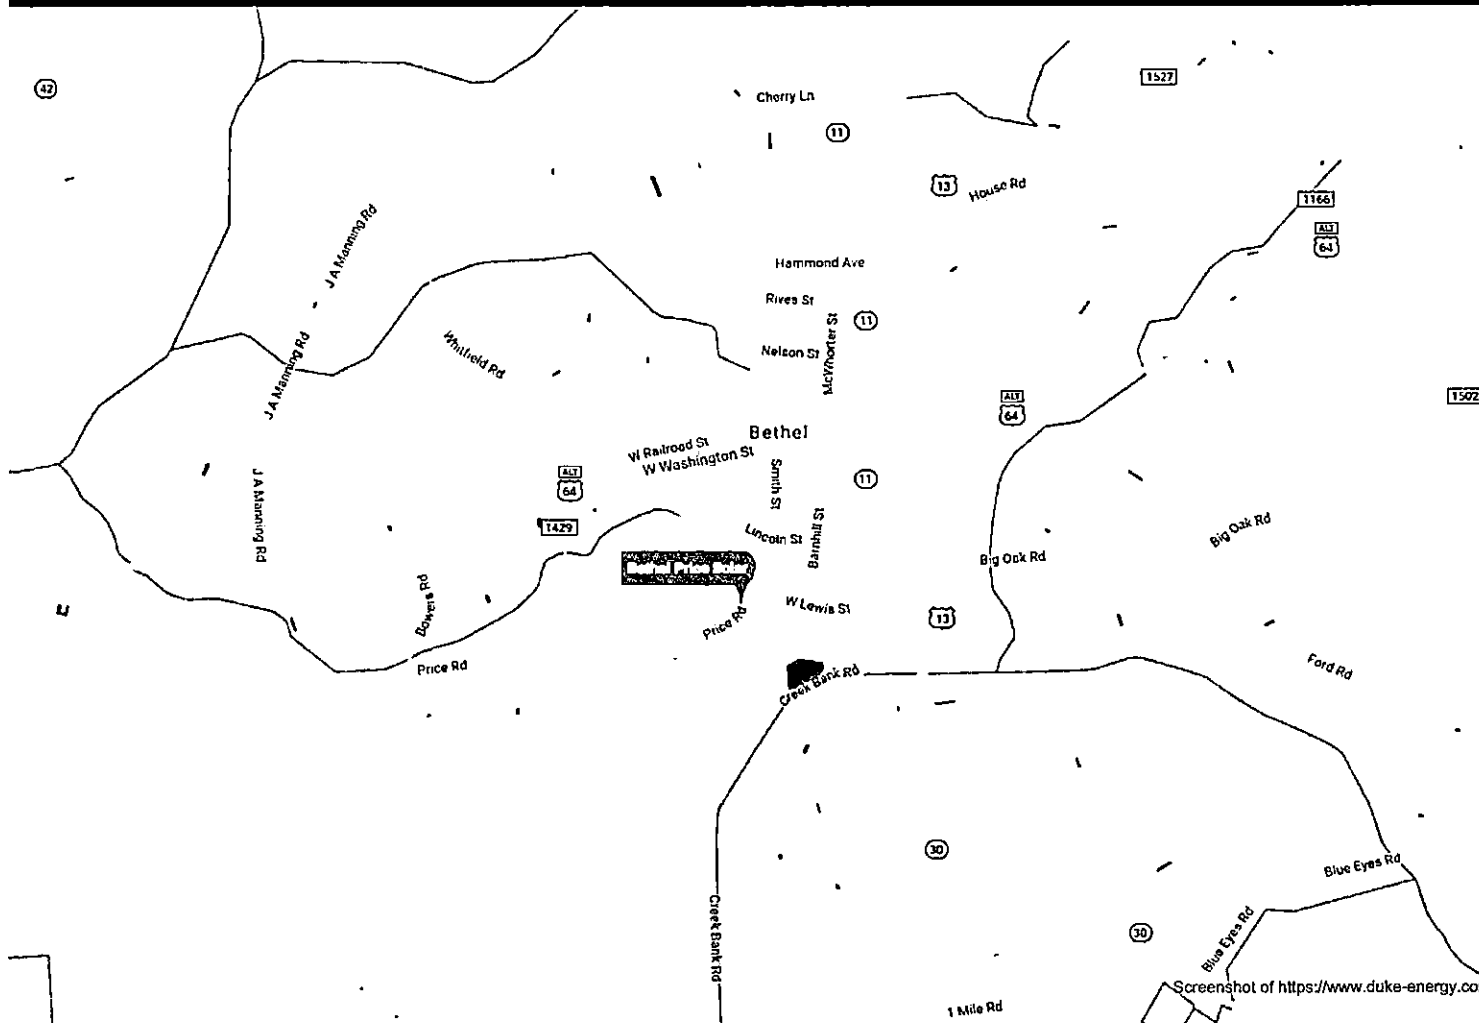 42
1527
Cherry Ln
11
13
House Rd
1166
ALT
64
J A Manning Rd
Hammond Ave
Rives St
11
McWhorter St
Nelson St
J A Manning Rd
Whitfield Rd
ALT
64
1502
Bethel
W Railroad St
W Washington St
Smith St
ALT
64
11
J A Manning Rd
1429
Lincoln St
Barnhill St
Big Oak Rd
Big Oak Rd
Bowers Rd
W Lewis St
Price Rd
13
Price Rd
Creek Bank Rd
Ford Rd
30
Blue Eyes Rd
Creek Bank Rd
30
Blue Eyes Rd
Screenshot of https://www.duke-energy.co
1 Mile Rd